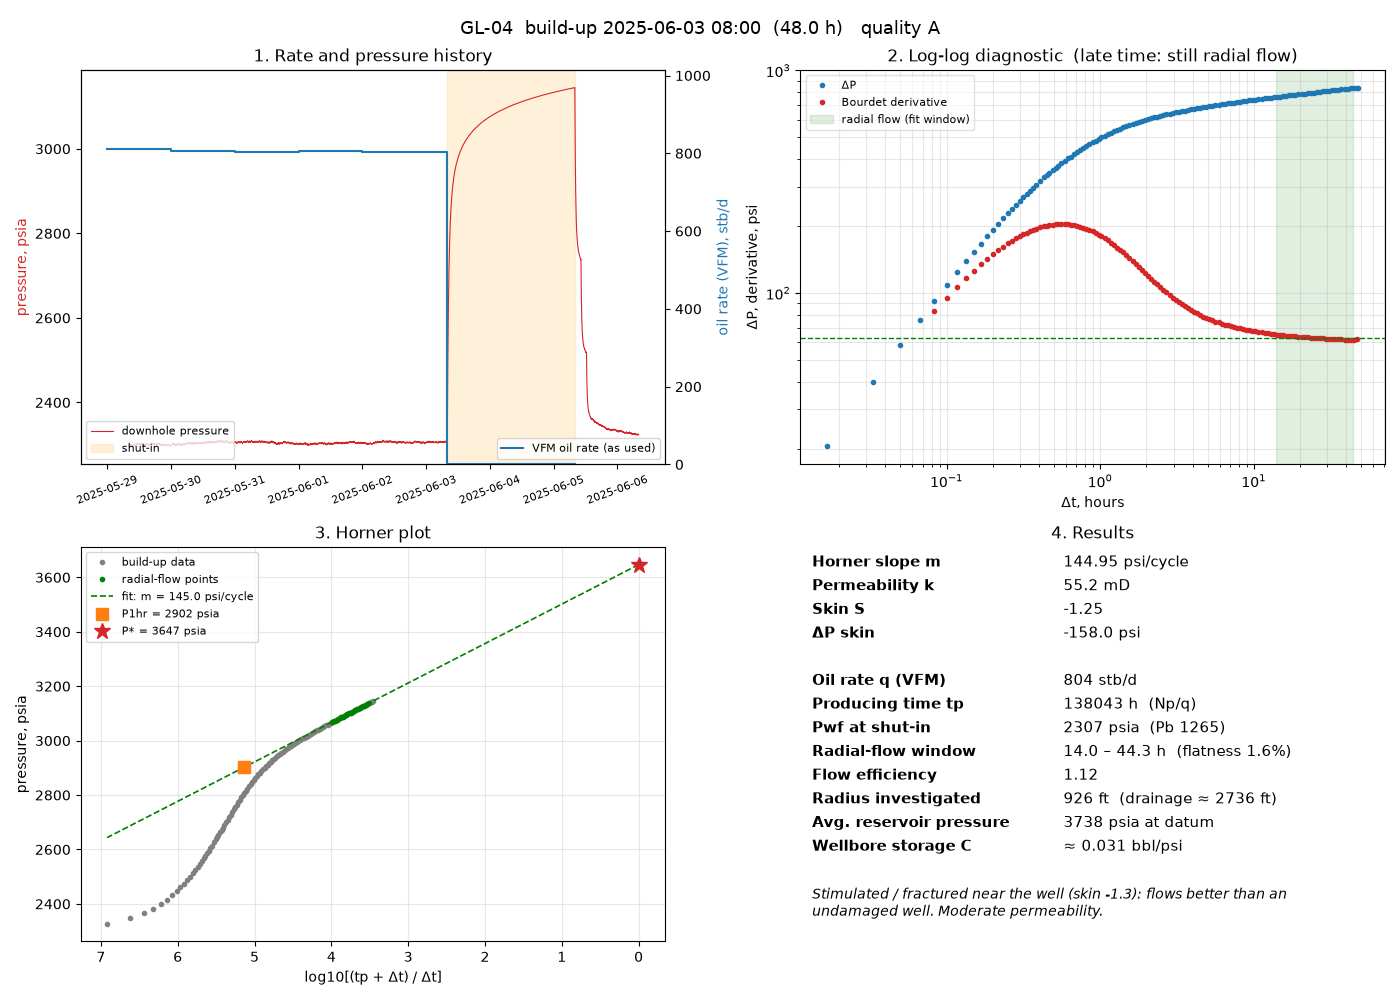 GL-04  build-up 2025-06-03 08:00  (48.0 h)   quality A
1. Rate and pressure history
pressure, psia
3000
2800
2600
2400
1000
800
600
400
200
0
oil rate (VFM), stb/d
downhole pressure
shut-in
VFM oil rate (as used)
2025-05-29
2025-05-30
2025-05-31
2025-06-01
2025-06-02
2025-06-03
2025-06-04
2025-06-05
2025-06-06
2. Log-log diagnostic  (late time: still radial flow)
ΔP, derivative, psi
10³
10²
ΔP
Bourdet derivative
radial flow (fit window)
10⁻¹
10⁰
10¹
Δt, hours
3. Horner plot
pressure, psia
3600
3400
3200
3000
2800
2600
2400
build-up data
radial-flow points
fit: m = 145.0 psi/cycle
P1hr = 2902 psia
P* = 3647 psia
7
6
5
4
3
2
1
0
log10[(tp + Δt) / Δt]
4. Results
Horner slope m 144.95 psi/cycle
Permeability k 55.2 mD
Skin S -1.25
ΔP skin -158.0 psi
Oil rate q (VFM) 804 stb/d
Producing time tp 138043 h  (Np/q)
Pwf at shut-in 2307 psia  (Pb 1265)
Radial-flow window 14.0 – 44.3 h  (flatness 1.6%)
Flow efficiency 1.12
Radius investigated 926 ft  (drainage ≈ 2736 ft)
Avg. reservoir pressure 3738 psia at datum
Wellbore storage C ≈ 0.031 bbl/psi
Stimulated / fractured near the well (skin -1.3): flows better than an
undamaged well. Moderate permeability.